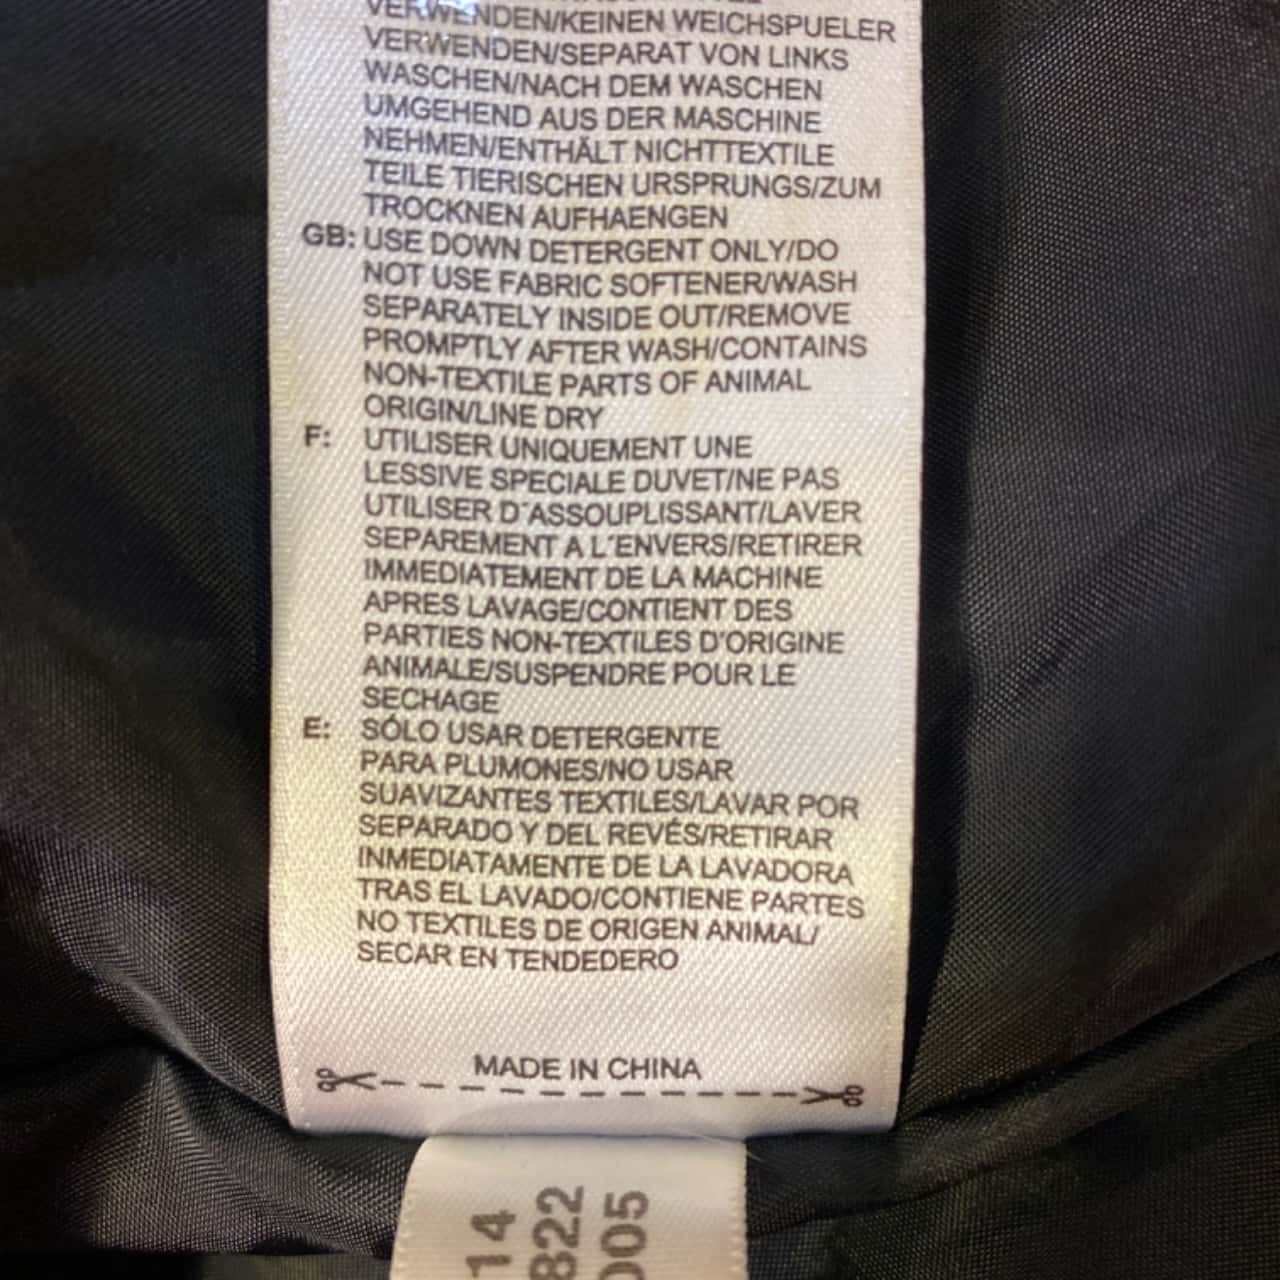 VERWENDEN/KEINEN WEICHSPUELER
VERWENDEN/SEPARAT VON LINKS
WASCHEN/NACH DEM WASCHEN
UMGEHEND AUS DER MASCHINE
NEHMEN/ENTHÄLT NICHTTEXTILE
TEILE TIERISCHEN URSPRUNGS/ZUM
TROCKNEN AUFHAENGEN
GB: USE DOWN DETERGENT ONLY/DO
NOT USE FABRIC SOFTENER/WASH
SEPARATELY INSIDE OUT/REMOVE
PROMPTLY AFTER WASH/CONTAINS
NON-TEXTILE PARTS OF ANIMAL
ORIGIN/LINE DRY
F: UTILISER UNIQUEMENT UNE
LESSIVE SPECIALE DUVET/NE PAS
UTILISER D´ASSOUPLISSANT/LAVER
SEPAREMENT A L´ENVERS/RETIRER
IMMEDIATEMENT DE LA MACHINE
APRES LAVAGE/CONTIENT DES
PARTIES NON-TEXTILES D'ORIGINE
ANIMALE/SUSPENDRE POUR LE
SECHAGE
E: SÓLO USAR DETERGENTE
PARA PLUMONES/NO USAR
SUAVIZANTES TEXTILES/LAVAR POR
SEPARADO Y DEL REVÉS/RETIRAR
INMEDIATAMENTE DE LA LAVADORA
TRAS EL LAVADO/CONTIENE PARTES
NO TEXTILES DE ORIGEN ANIMAL/
SECAR EN TENDEDERO
MADE IN CHINA
14
822
005